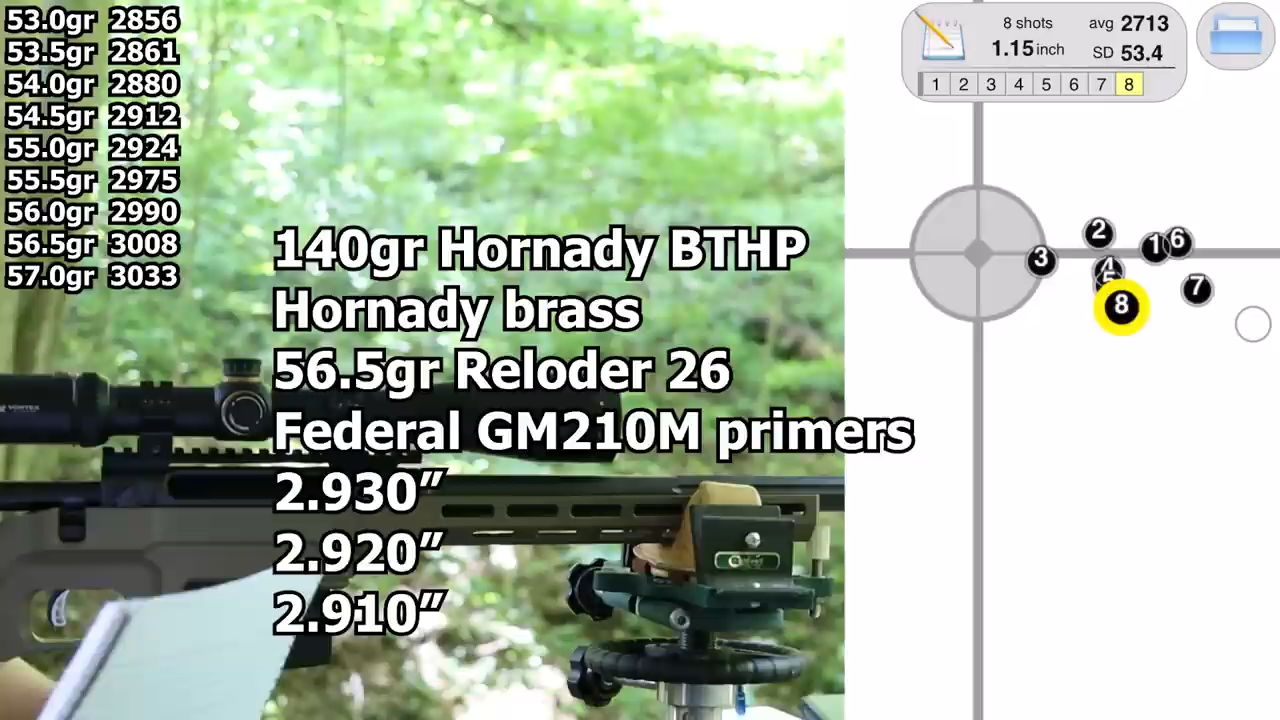 53.0gr 2856
53.5gr 2861
54.0gr 2880
54.5gr 2912
55.0gr 2924
55.5gr 2975
56.0gr 2990
56.5gr 3008
57.0gr 3033
140gr Hornady BTHP
Hornady brass
56.5gr Reloder 26
Federal GM210M primers
2.930”
2.920”
2.910”
VORTEX
8 shots avg 2713
1.15 inch SD 53.4
1 2 3 4 5 6 7 8
2
1 6
3
4
5
7
8